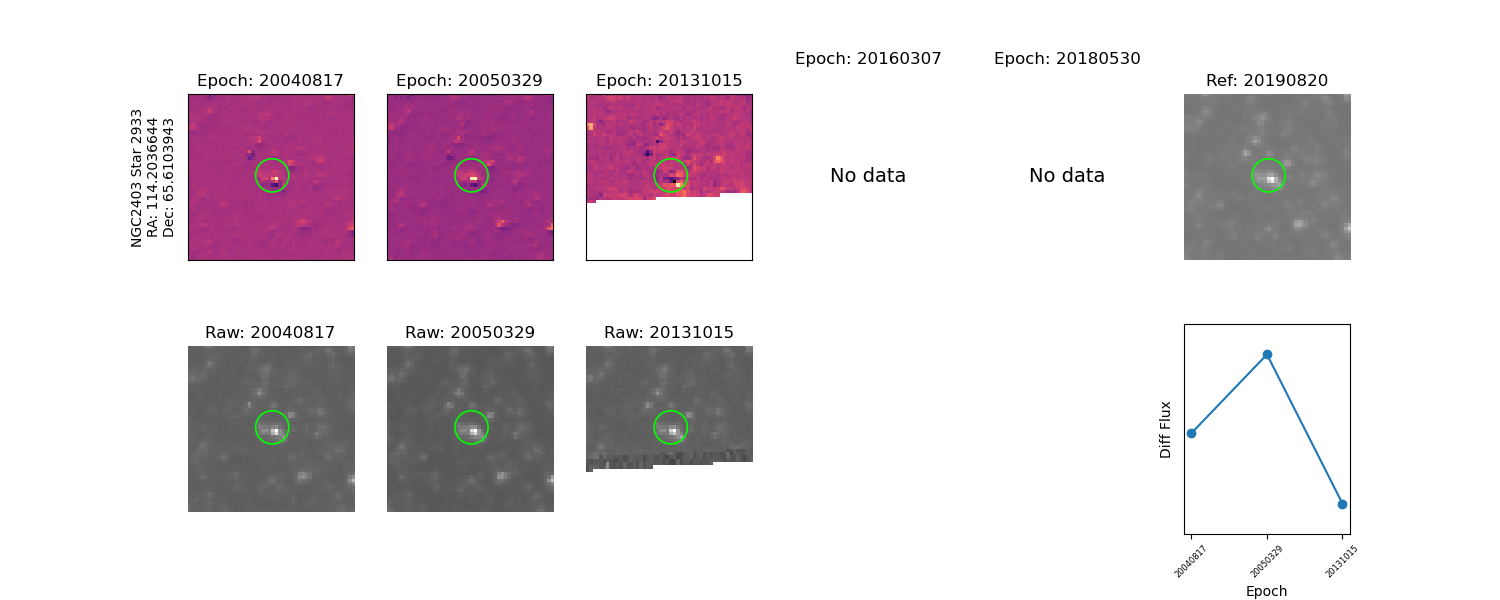 Epoch: 20040817
Epoch: 20050329
Epoch: 20131015
Epoch: 20160307
Epoch: 20180530
Ref: 20190820
NGC2403 Star 2933
RA: 114.2036644
Dec: 65.6103943
No data
No data
Raw: 20040817
Raw: 20050329
Raw: 20131015
Diff Flux
20040817
20050329
20131015
Epoch